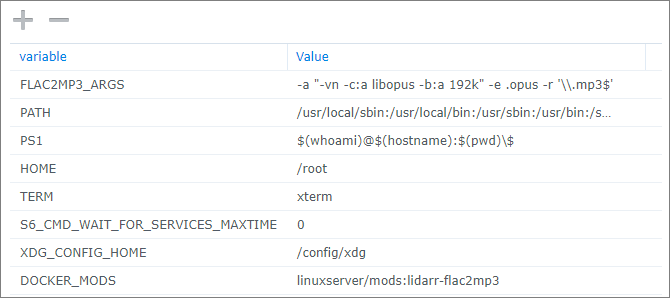 variable Value
FLAC2MP3_ARGS -a "-vn -c:a libopus -b:a 192k" -e .opus -r '\\.mp3$'
PATH /usr/local/sbin:/usr/local/bin:/usr/sbin:/usr/bin:/s...
PS1 $(whoami)@$(hostname):$(pwd)\$
HOME /root
TERM xterm
S6_CMD_WAIT_FOR_SERVICES_MAXTIME 0
XDG_CONFIG_HOME /config/xdg
DOCKER_MODS linuxserver/mods:lidarr-flac2mp3